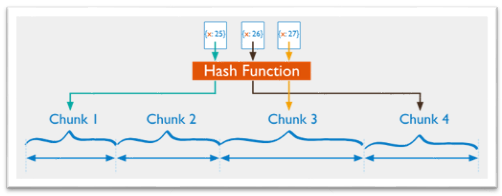 {x: 25} {x: 26} {x: 27}
Hash Function
Chunk 1 Chunk 2 Chunk 3 Chunk 4